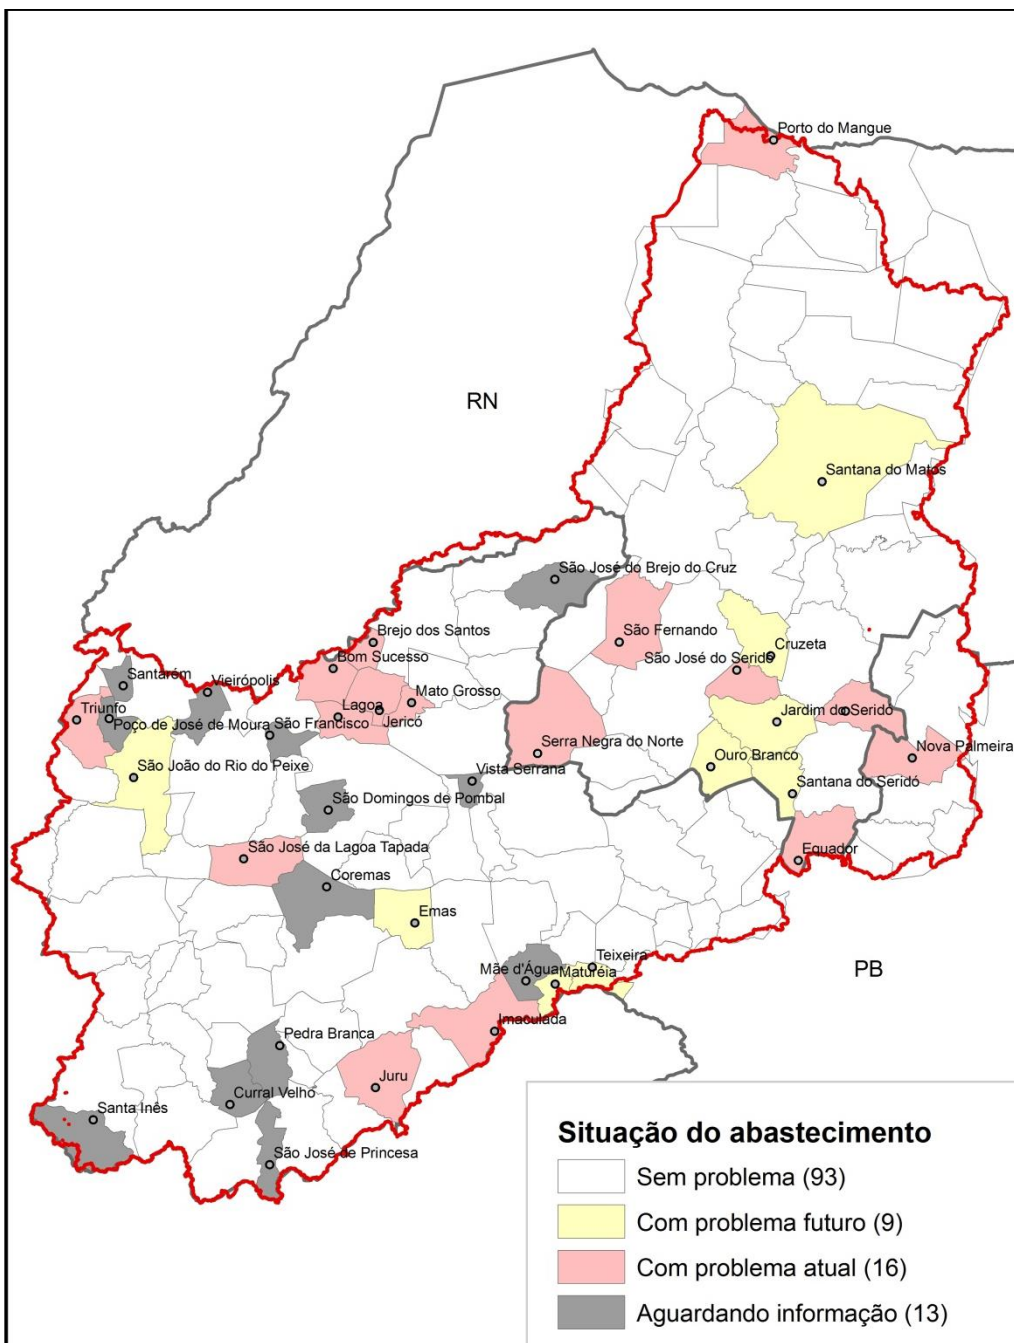 Porto do Mangue
RN
Santana do Matos
São José do Brejo do Cruz
Brejo dos Santos
São Fernando
Cruzeta
Bom Sucesso
São José do Seridó
Santarém
Vieirópolis
Mato Grosso
Triunfo
Lagoa
Jardim do Seridó
Poço de José de Moura
São Francisco
Jericó
Serra Negra do Norte
Nova Palmeira
Ouro Branco
São João do Rio do Peixe
Vista Serrana
Santana do Seridó
São Domingos de Pombal
São José da Lagoa Tapada
Equador
Coremas
Emas
Teixeira
PB
Mãe d'Água
Maturéia
Imaculada
Pedra Branca
Juru
Curral Velho
Santa Inês
São José de Princesa
Situação do abastecimento
Sem problema (93)
Com problema futuro (9)
Com problema atual (16)
Aguardando informação (13)